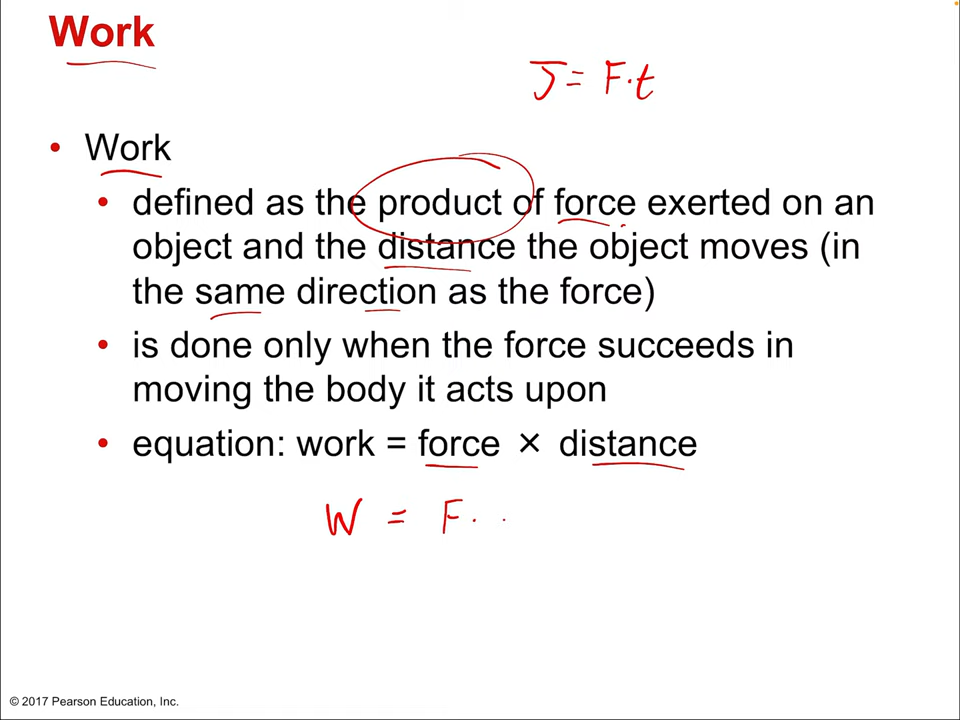 Work
J = F·t
• Work
• defined as the product of force exerted on an
object and the distance the object moves (in
the same direction as the force)
• is done only when the force succeeds in
moving the body it acts upon
• equation: work = force × distance
W = F·
© 2017 Pearson Education, Inc.